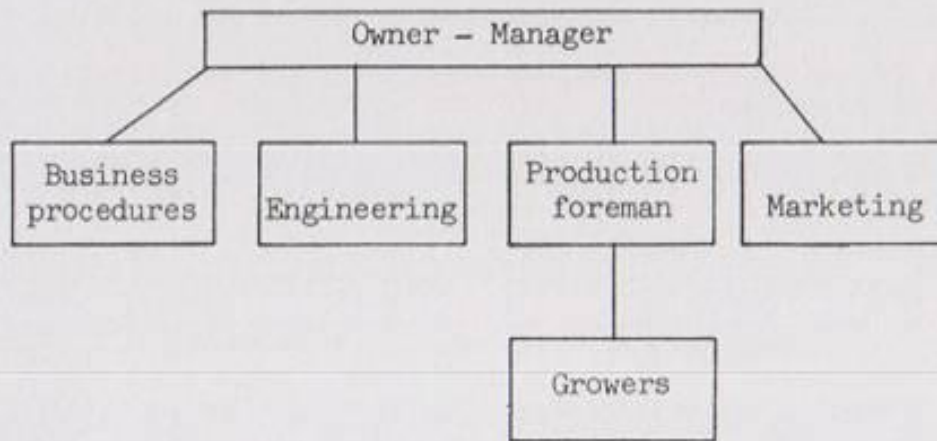 Owner - Manager
Business
procedures
Engineering
Production
foreman
Marketing
Growers